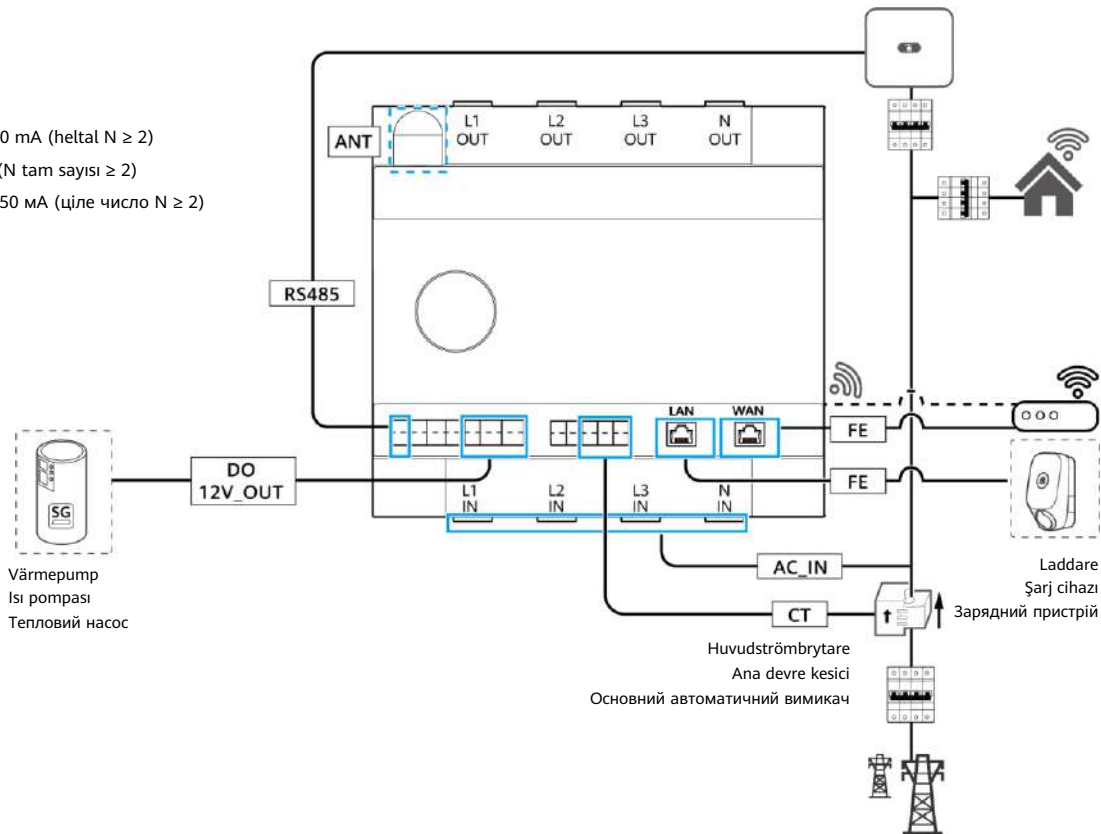 0 mA (heltal N ≥ 2)
(N tam sayısı ≥ 2)
50 мА (ціле число N ≥ 2)
ANT
L1 OUT
L2 OUT
L3 OUT
N OUT
RS485
LAN
WAN
FE
FE
DO
12V_OUT
SG
L1 IN
L2 IN
L3 IN
N IN
AC_IN
CT
Värmepump
Isı pompası
Тепловий насос
Laddare
Şarj cihazı
Зарядний пристрій
Huvudströmbrytare
Ana devre kesici
Основний автоматичний вимикач